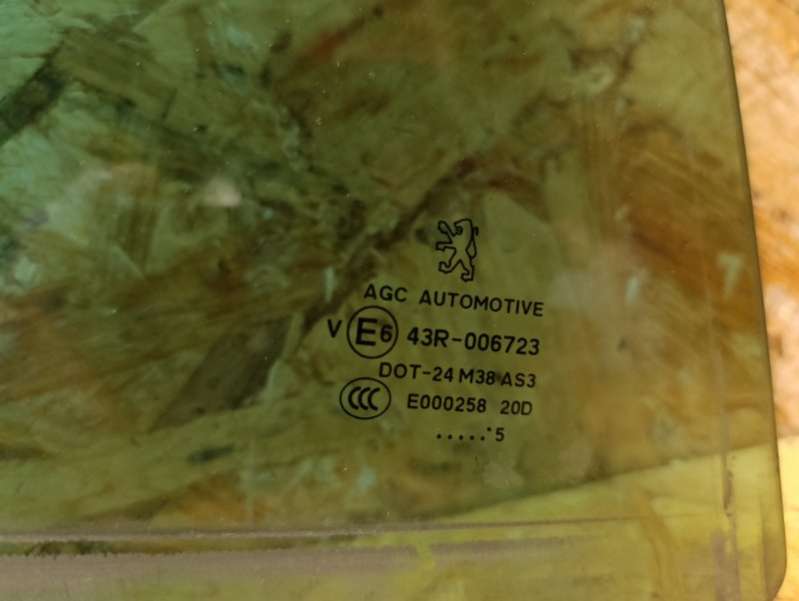 AGC AUTOMOTIVE
V E6 43R-006723
DOT-24 M38 AS3
CCC E000258 20D
.....·5